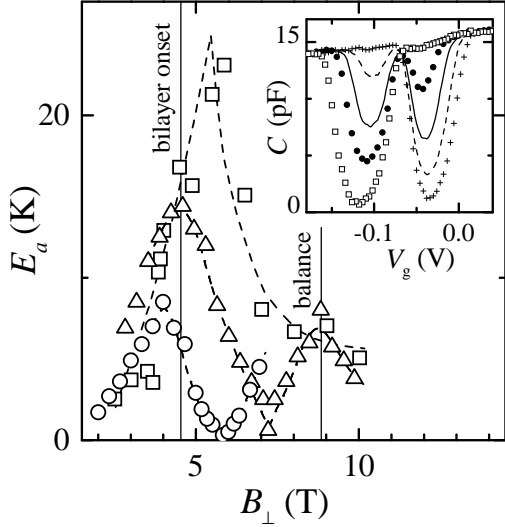 20
0
E_a (K)
bilayer onset
balance
5
10
B_⊥ (T)
15
0
C (pF)
-0.1
0.0
V_g (V)